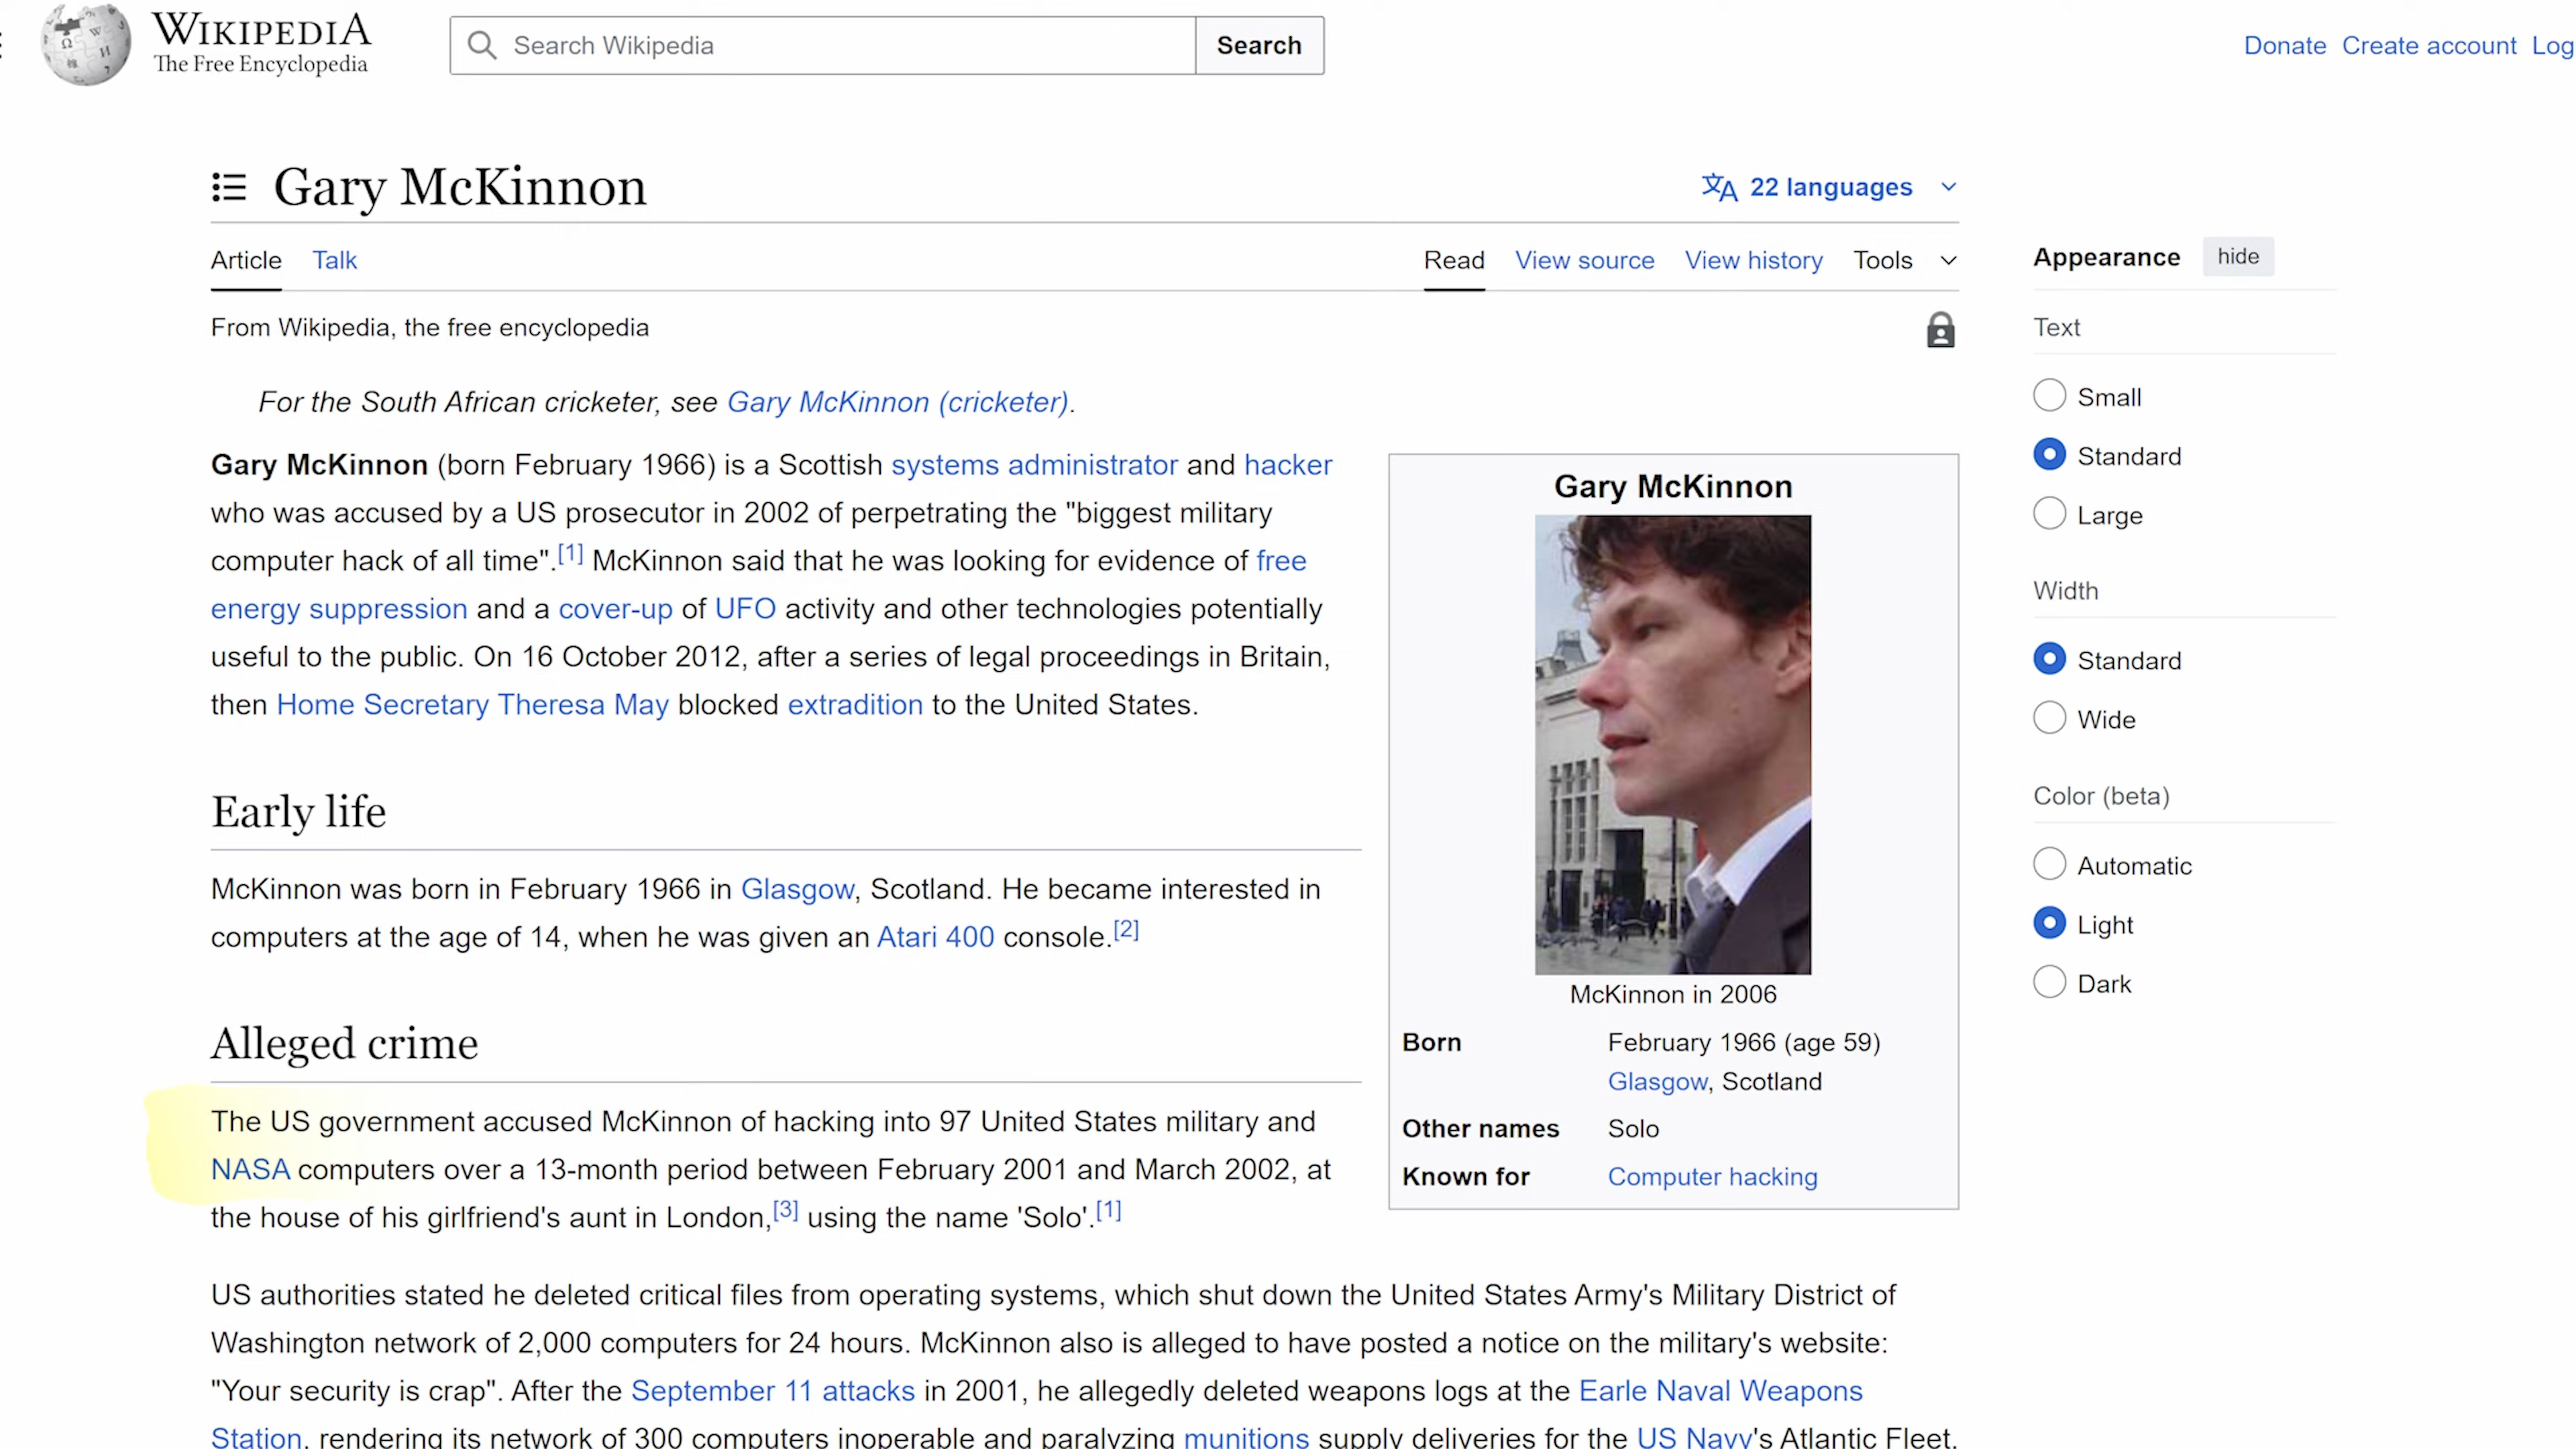 WIKIPEDIA
The Free Encyclopedia
Search Wikipedia
Search
Donate Create account Log
Gary McKinnon
22 languages
Article Talk
Read View source View history Tools
From Wikipedia, the free encyclopedia
For the South African cricketer, see Gary McKinnon (cricketer).
Gary McKinnon (born February 1966) is a Scottish systems administrator and hacker
who was accused by a US prosecutor in 2002 of perpetrating the "biggest military
computer hack of all time".[1] McKinnon said that he was looking for evidence of free
energy suppression and a cover-up of UFO activity and other technologies potentially
useful to the public. On 16 October 2012, after a series of legal proceedings in Britain,
then Home Secretary Theresa May blocked extradition to the United States.
Early life
McKinnon was born in February 1966 in Glasgow, Scotland. He became interested in
computers at the age of 14, when he was given an Atari 400 console.[2]
Alleged crime
The US government accused McKinnon of hacking into 97 United States military and
NASA computers over a 13-month period between February 2001 and March 2002, at
the house of his girlfriend's aunt in London,[3] using the name 'Solo'.[1]
US authorities stated he deleted critical files from operating systems, which shut down the United States Army's Military District of
Washington network of 2,000 computers for 24 hours. McKinnon also is alleged to have posted a notice on the military's website:
"Your security is crap". After the September 11 attacks in 2001, he allegedly deleted weapons logs at the Earle Naval Weapons
Station, rendering its network of 300 computers inoperable and paralyzing munitions supply deliveries for the US Navy's Atlantic Fleet.
Gary McKinnon
McKinnon in 2006
Born February 1966 (age 59)
Glasgow, Scotland
Other names Solo
Known for Computer hacking
Appearance hide
Text
Small
Standard
Large
Width
Standard
Wide
Color (beta)
Automatic
Light
Dark